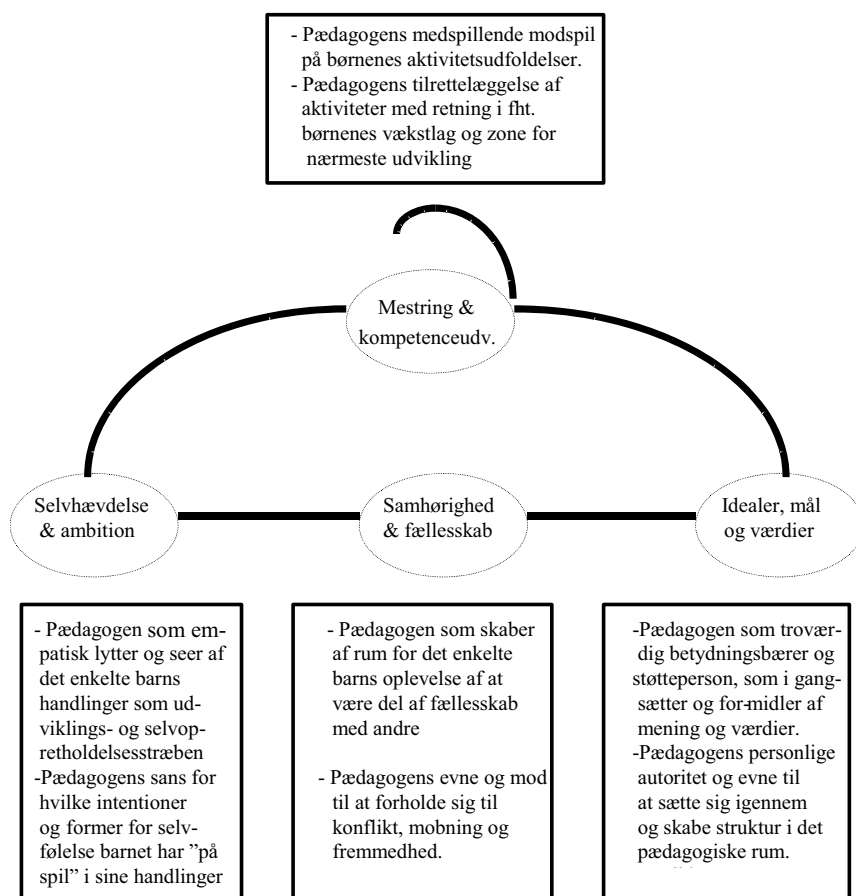 - Pædagogens medspillende modspil
på børnenes aktivitetsudfoldelser.
- Pædagogens tilrettelæggelse af
aktiviteter med retning i fht.
børnenes vækstlag og zone for
nærmeste udvikling
Mestring &
kompetenceudv.
Selvhævdelse
& ambition
Samhørighed
& fællesskab
Idealer, mål
og værdier
- Pædagogen som em-
patisk lytter og seer af
det enkelte barns
handlinger som ud-
viklings- og selvop-
retholdelsesstræben
-Pædagogens sans for
hvilke intentioner
og former for selv-
følelse barnet har ”på
spil” i sine handlinger
- Pædagogen som skaber
af rum for det enkelte
barns oplevelse af at
være del af fællesskab
med andre
- Pædagogens evne og mod
til at forholde sig til
konflikt, mobning og
fremmedhed.
-Pædagogen som trovær-
dig betydningsbærer og
støtteperson, som i gang-
sætter og for-midler af
mening og værdier.
-Pædagogens personlige
autoritet og evne til
at sætte sig igennem
og skabe struktur i det
pædagogiske rum.